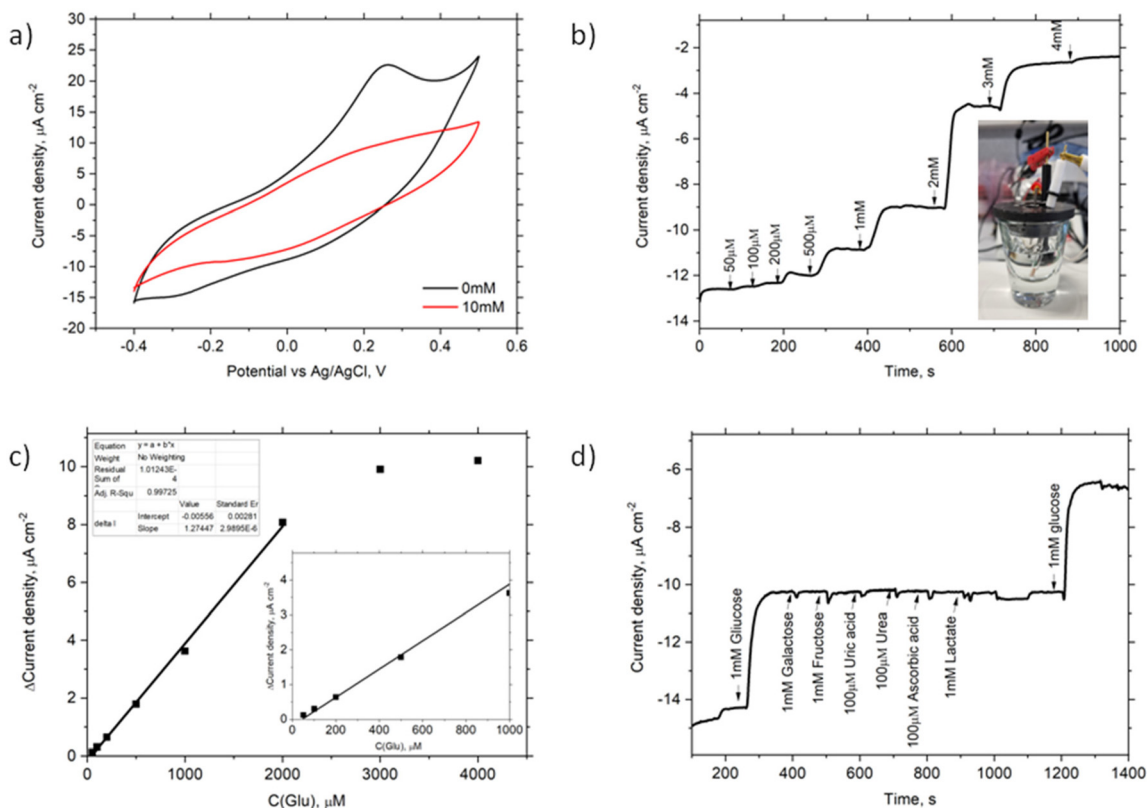 a)
Current density, µA cm⁻²
25
20
15
10
5
0
-5
-10
-15
-20
-0.4
-0.2
0.0
0.2
0.4
0.6
Potential vs Ag/AgCl, V
0mM
10mM
b)
Current density, µA cm⁻²
-2
-4
-6
-8
-10
-12
-14
0
200
400
600
800
1000
Time, s
50µM
100µM
200µM
500µM
1mM
2mM
3mM
4mM
c)
ΔCurrent density, µA cm⁻²
10
8
6
4
2
0
0
1000
2000
3000
4000
C(Glu), µM
Equation y = a + b*x
Weight No Weighting
Residual 1.01243E-
Sum of 4
Adj. R-Squ 0.99725
Value Standard Er
delta I Intercept -0.00556 0.00281
Slope 1.27447 2.9895E-6
ΔCurrent density, µA cm⁻²
4
3
2
1
0
0
200
400
600
800
1000
C(Glu), µM
d)
Current density, µA cm⁻²
-6
-8
-10
-12
-14
200
400
600
800
1000
1200
1400
Time, s
1mM Gliucose
1mM Galactose
1mM Fructose
100µM Uric acid
100µM Urea
100µM Ascorbic acid
1mM Lactate
1mM glucose